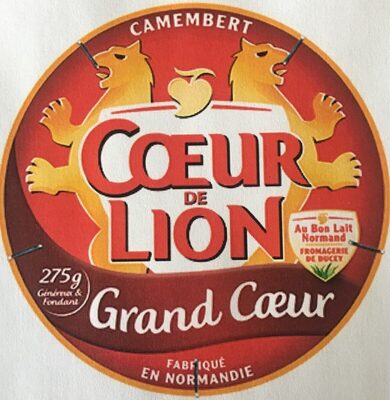 CAMEMBERT
CŒUR
DE
LION
Au Bon Lait
Normand
FROMAGERIE
DE DUCEY
275g
Généreux &
Fondant
Grand Cœur
FABRIQUÉ
EN NORMANDIE